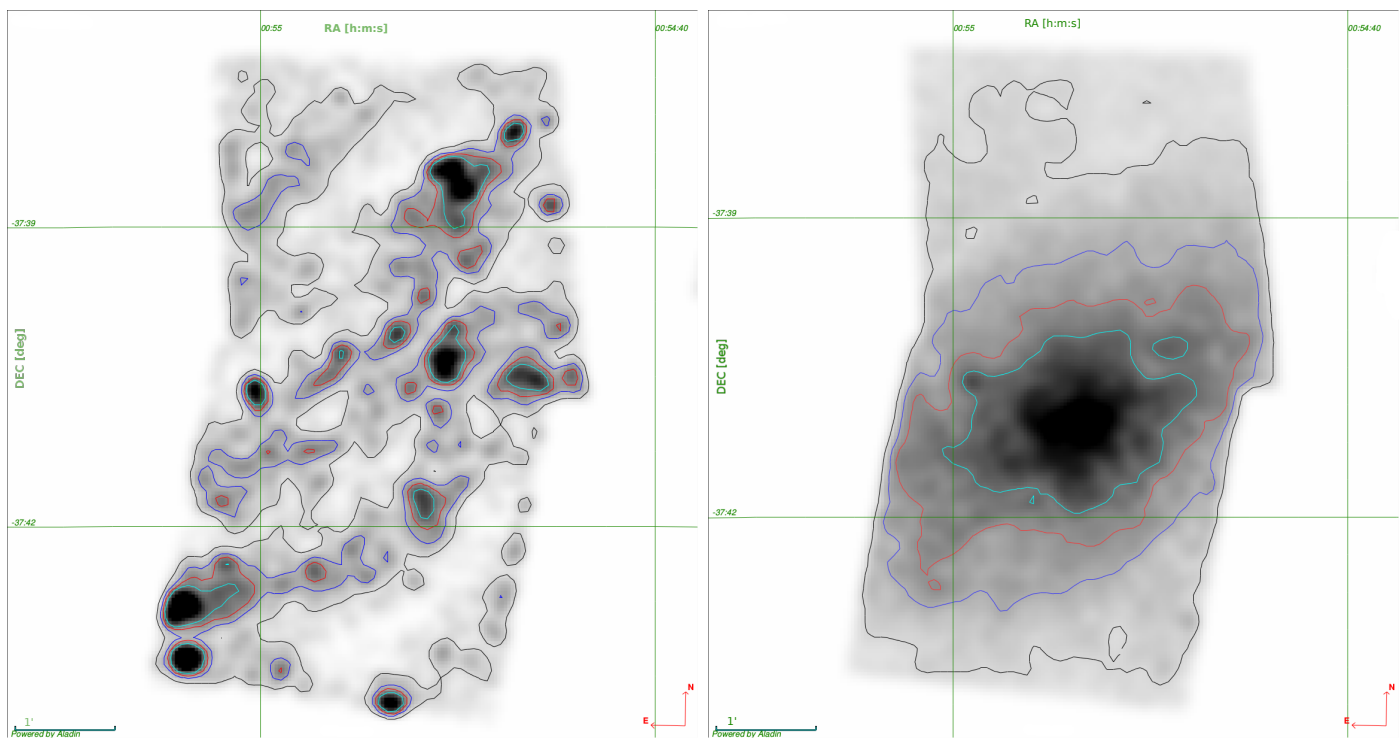 RA [h:m:s]
00:55
00:54:40
-37:39
DEC [deg]
-37:42
1'
Powered by Aladin
N
E
RA [h:m:s]
00:55
00:54:40
-37:39
DEC [deg]
-37:42
1'
Powered by Aladin
N
E